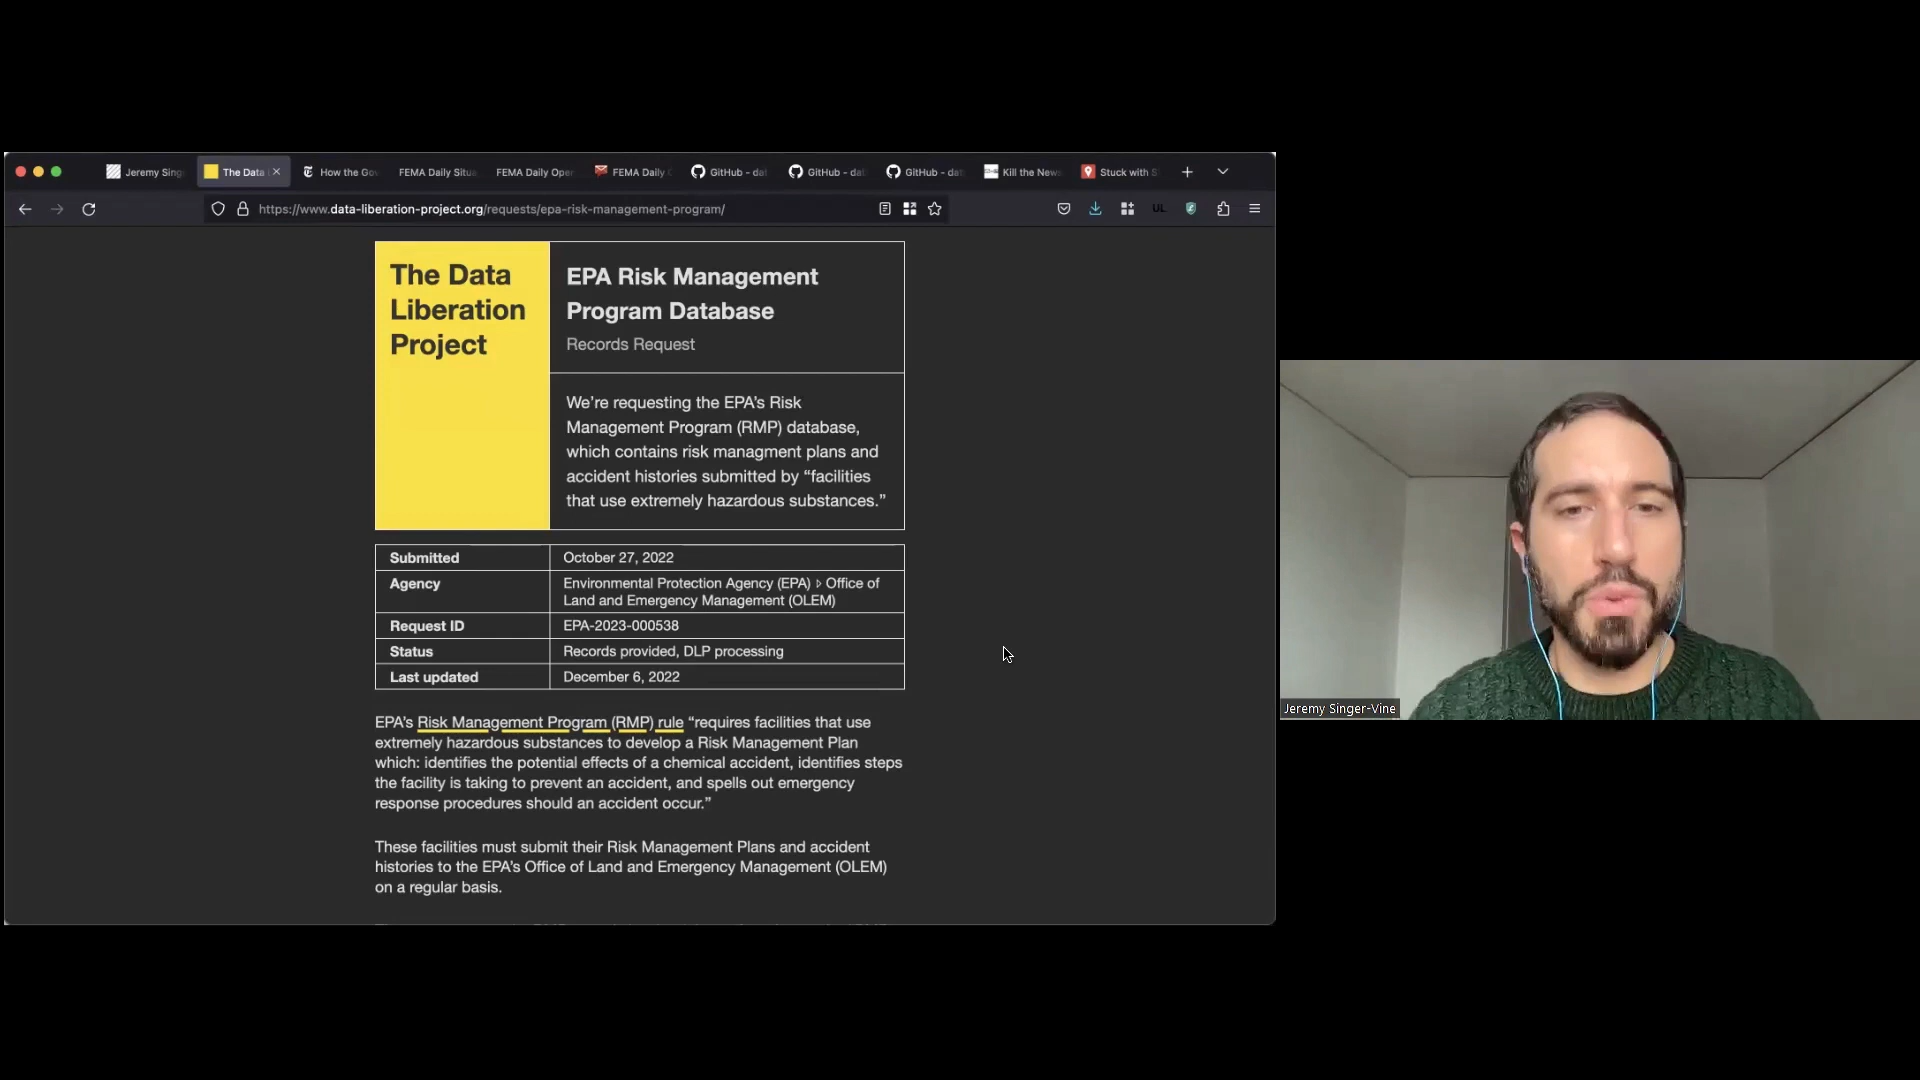 Jeremy Sing
The Data
How the Gov
FEMA Daily Situa
FEMA Daily Oper
FEMA Daily
GitHub - dat
GitHub - dat
GitHub - dat
Kill the News
Stuck with S
https://www.data-liberation-project.org/requests/epa-risk-management-program/
The Data
Liberation
Project
EPA Risk Management
Program Database
Records Request
We’re requesting the EPA’s Risk
Management Program (RMP) database,
which contains risk managment plans and
accident histories submitted by “facilities
that use extremely hazardous substances.”
Submitted October 27, 2022
Agency Environmental Protection Agency (EPA) ▹ Office of
Land and Emergency Management (OLEM)
Request ID EPA-2023-000538
Status Records provided, DLP processing
Last updated December 6, 2022
EPA’s Risk Management Program (RMP) rule “requires facilities that use
extremely hazardous substances to develop a Risk Management Plan
which: identifies the potential effects of a chemical accident, identifies steps
the facility is taking to prevent an accident, and spells out emergency
response procedures should an accident occur.”
These facilities must submit their Risk Management Plans and accident
histories to the EPA’s Office of Land and Emergency Management (OLEM)
on a regular basis.
Jeremy Singer-Vine